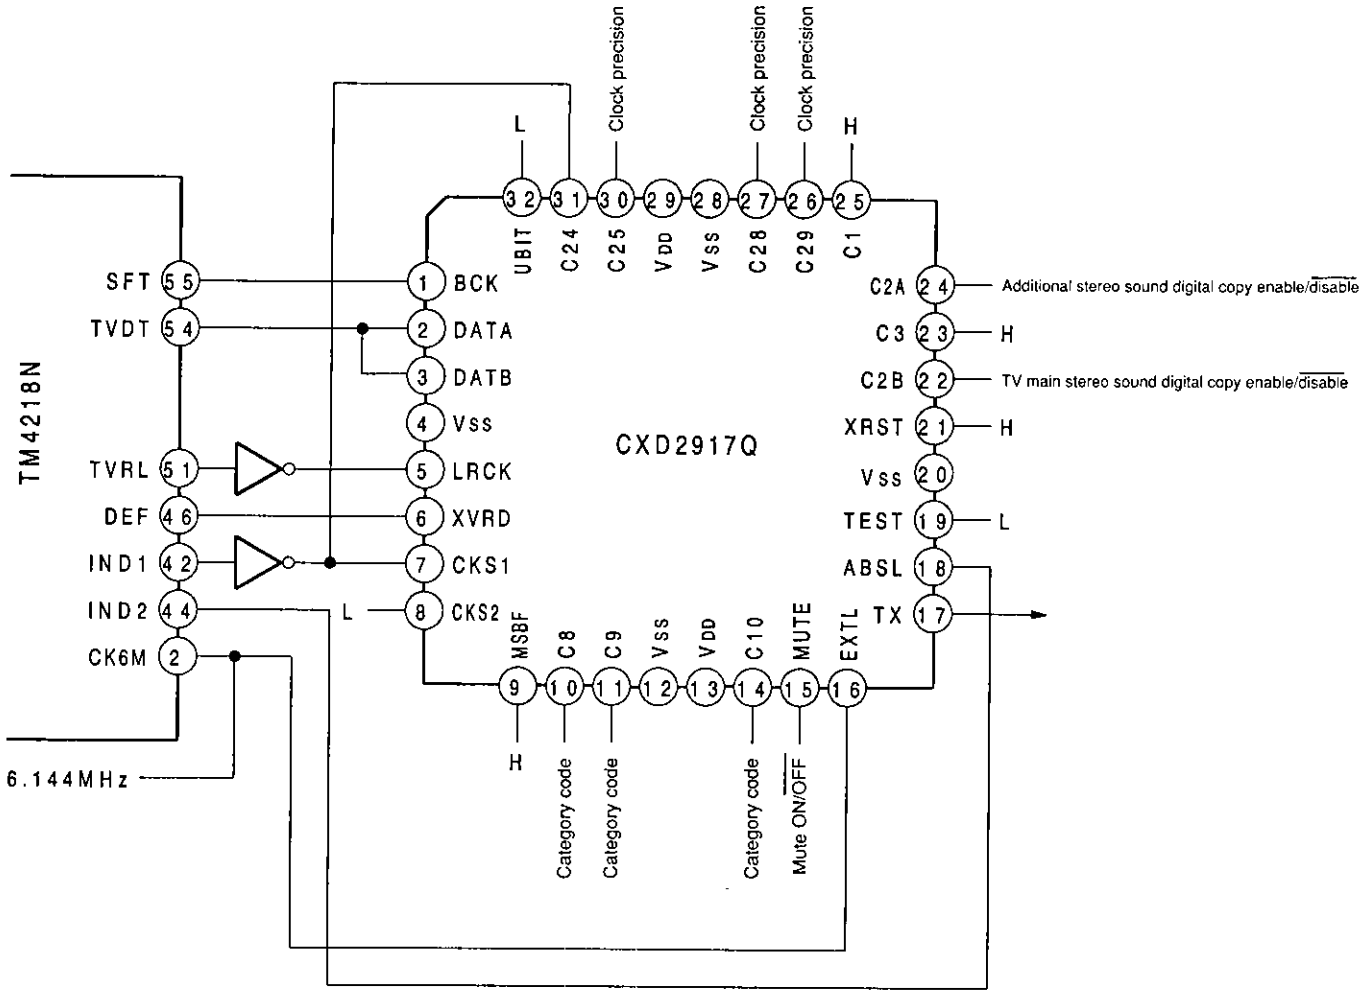 Clock precision
Clock precision
Clock precision
L
H
32 31 30 29 28 27 26 25
UBIT C24 C25 VDD VSS C28 C29 C1
TM4218N
SFT 55
TVDT 54
TVRL 51
DEF 46
IND1 42
IND2 44
CK6M 2
6.144MHz
1 BCK
2 DATA
3 DATB
4 VSS
5 LRCK
6 XVRD
7 CKS1
L 8 CKS2
CXD2917Q
C2A 24 Additional stereo sound digital copy enable/disable
C3 23 H
C2B 22 TV main stereo sound digital copy enable/disable
XRST 21 H
VSS 20
TEST 19 L
ABSL 18
TX 17
MSBF C8 C9 VSS VDD C10 MUTE EXTL
9 10 11 12 13 14 15 16
H
Category code
Category code
Category code
Mute ON/OFF